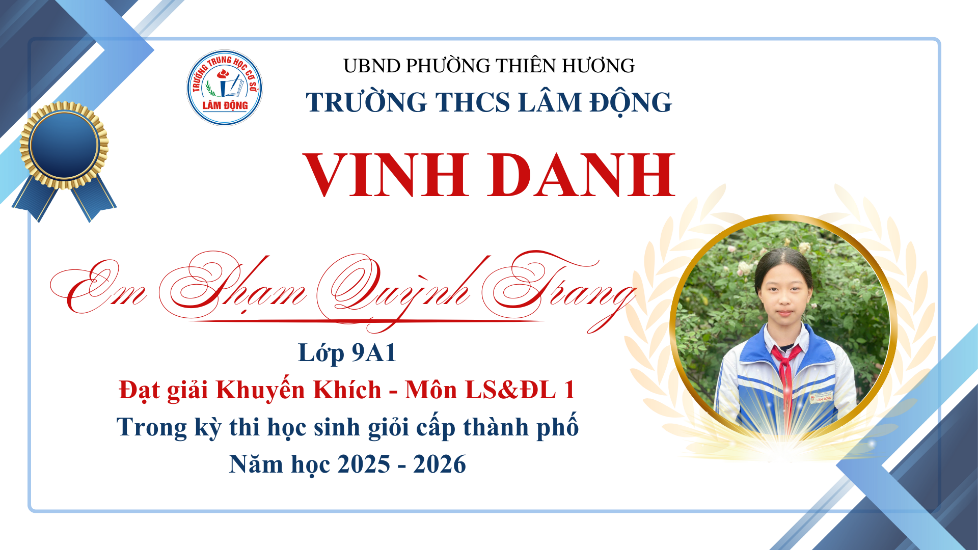 TRƯỜNG TRUNG HỌC CƠ SỞ
LÂM ĐỘNG
UBND PHƯỜNG THIÊN HƯƠNG
TRƯỜNG THCS LÂM ĐỘNG
VINH DANH
Em Phạm Quỳnh Trang
Lớp 9A1
Đạt giải Khuyến Khích - Môn LS&ĐL 1
Trong kỳ thi học sinh giỏi cấp thành phố
Năm học 2025 - 2026